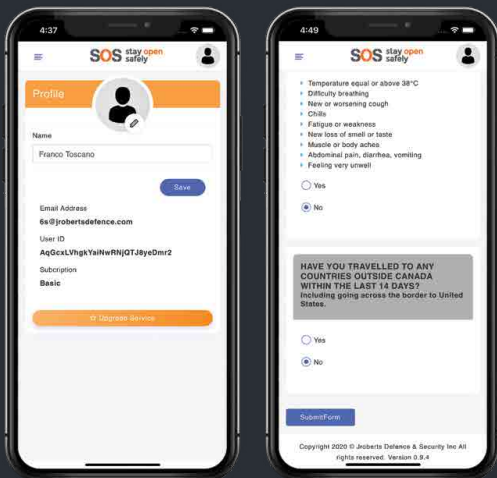 4:37
SOS stay open safely
Profile
Name
Franco Toscano
Save
Email Address
6s@jrobertsdefence.com
User ID
AqGcxLVhgkYaiNwRNjQTJ8yeDmr2
Subcription
Basic
Upgrade Service
4:49
SOS stay open safely
Temperature equal or above 38°C
Difficulty breathing
New or worsening cough
Chills
Fatigue or weakness
New loss of smell or taste
Muscle or body aches
Abdominal pain, diarrhea, vomiting
Feeling very unwell
Yes
No
HAVE YOU TRAVELLED TO ANY
COUNTRIES OUTSIDE CANADA
WITHIN THE LAST 14 DAYS?
Including going across the border to United
States.
Yes
No
SubmitForm
Copyright 2020 © Jroberts Defence & Security Inc All
rights reserved. Version 0.9.4